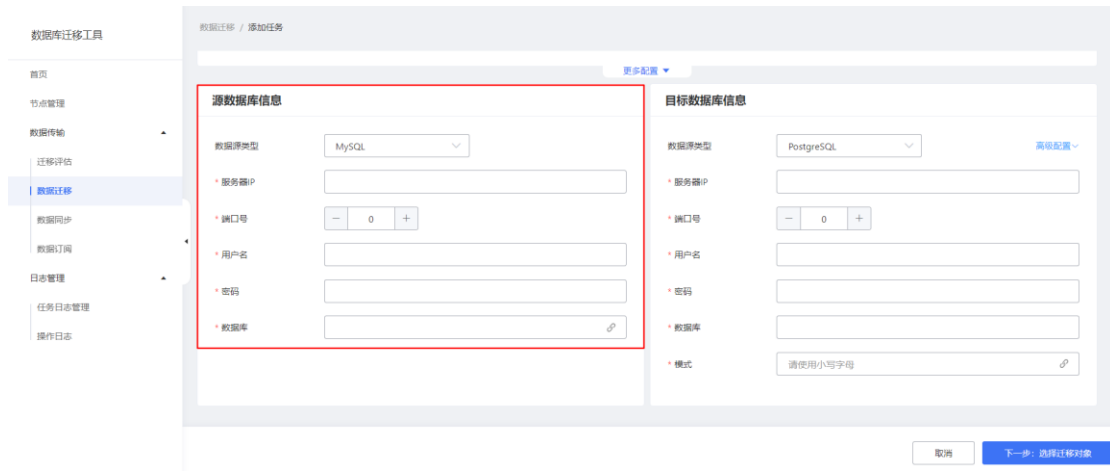 数据库迁移工具
首页
节点管理
数据传输
迁移评估
数据迁移
数据同步
数据订阅
日志管理
任务日志管理
操作日志
数据迁移 / 添加任务
更多配置
源数据库信息
数据源类型 MySQL
* 服务器IP
* 端口号 − 0 +
* 用户名
* 密码
* 数据库
目标数据库信息
数据源类型 PostgreSQL 高级配置
* 服务器IP
* 端口号 − 0 +
* 用户名
* 密码
* 数据库
* 模式 请使用小写字母
取消 下一步：选择迁移对象